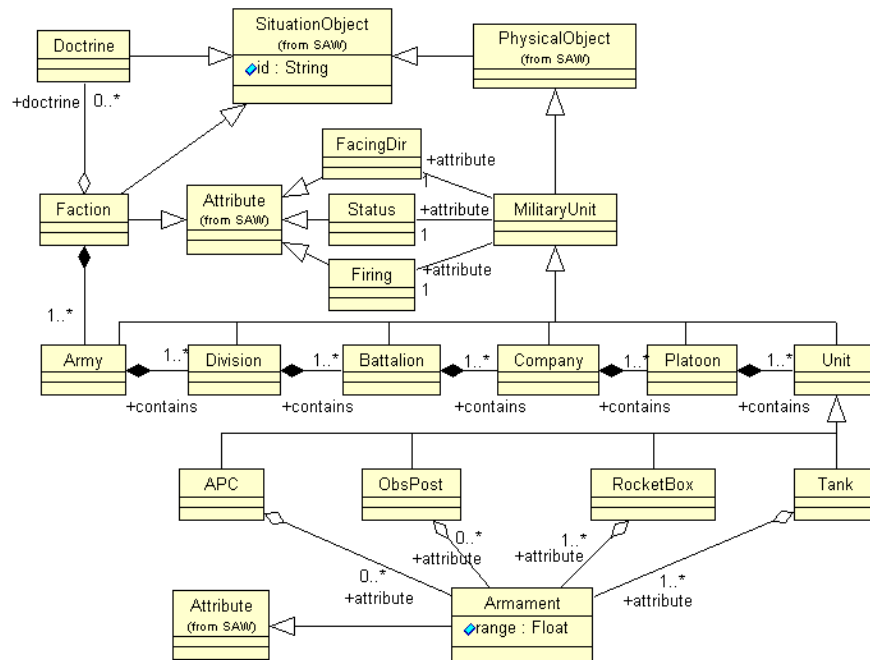 SituationObject
(from SAW)
id : String
Doctrine
PhysicalObject
(from SAW)
+doctrine
0..*
FacingDir
+attribute
1
Faction
Attribute
(from SAW)
Status
+attribute
1
MilitaryUnit
Firing
+attribute
1
1..*
Army
1..*
Division
1..*
Battalion
1..*
Company
1..*
Platoon
1..*
Unit
+contains
+contains
+contains
+contains
+contains
APC
ObsPost
RocketBox
Tank
0..*
+attribute
1..*
+attribute
0..*
+attribute
1..*
+attribute
Attribute
(from SAW)
Armament
range : Float